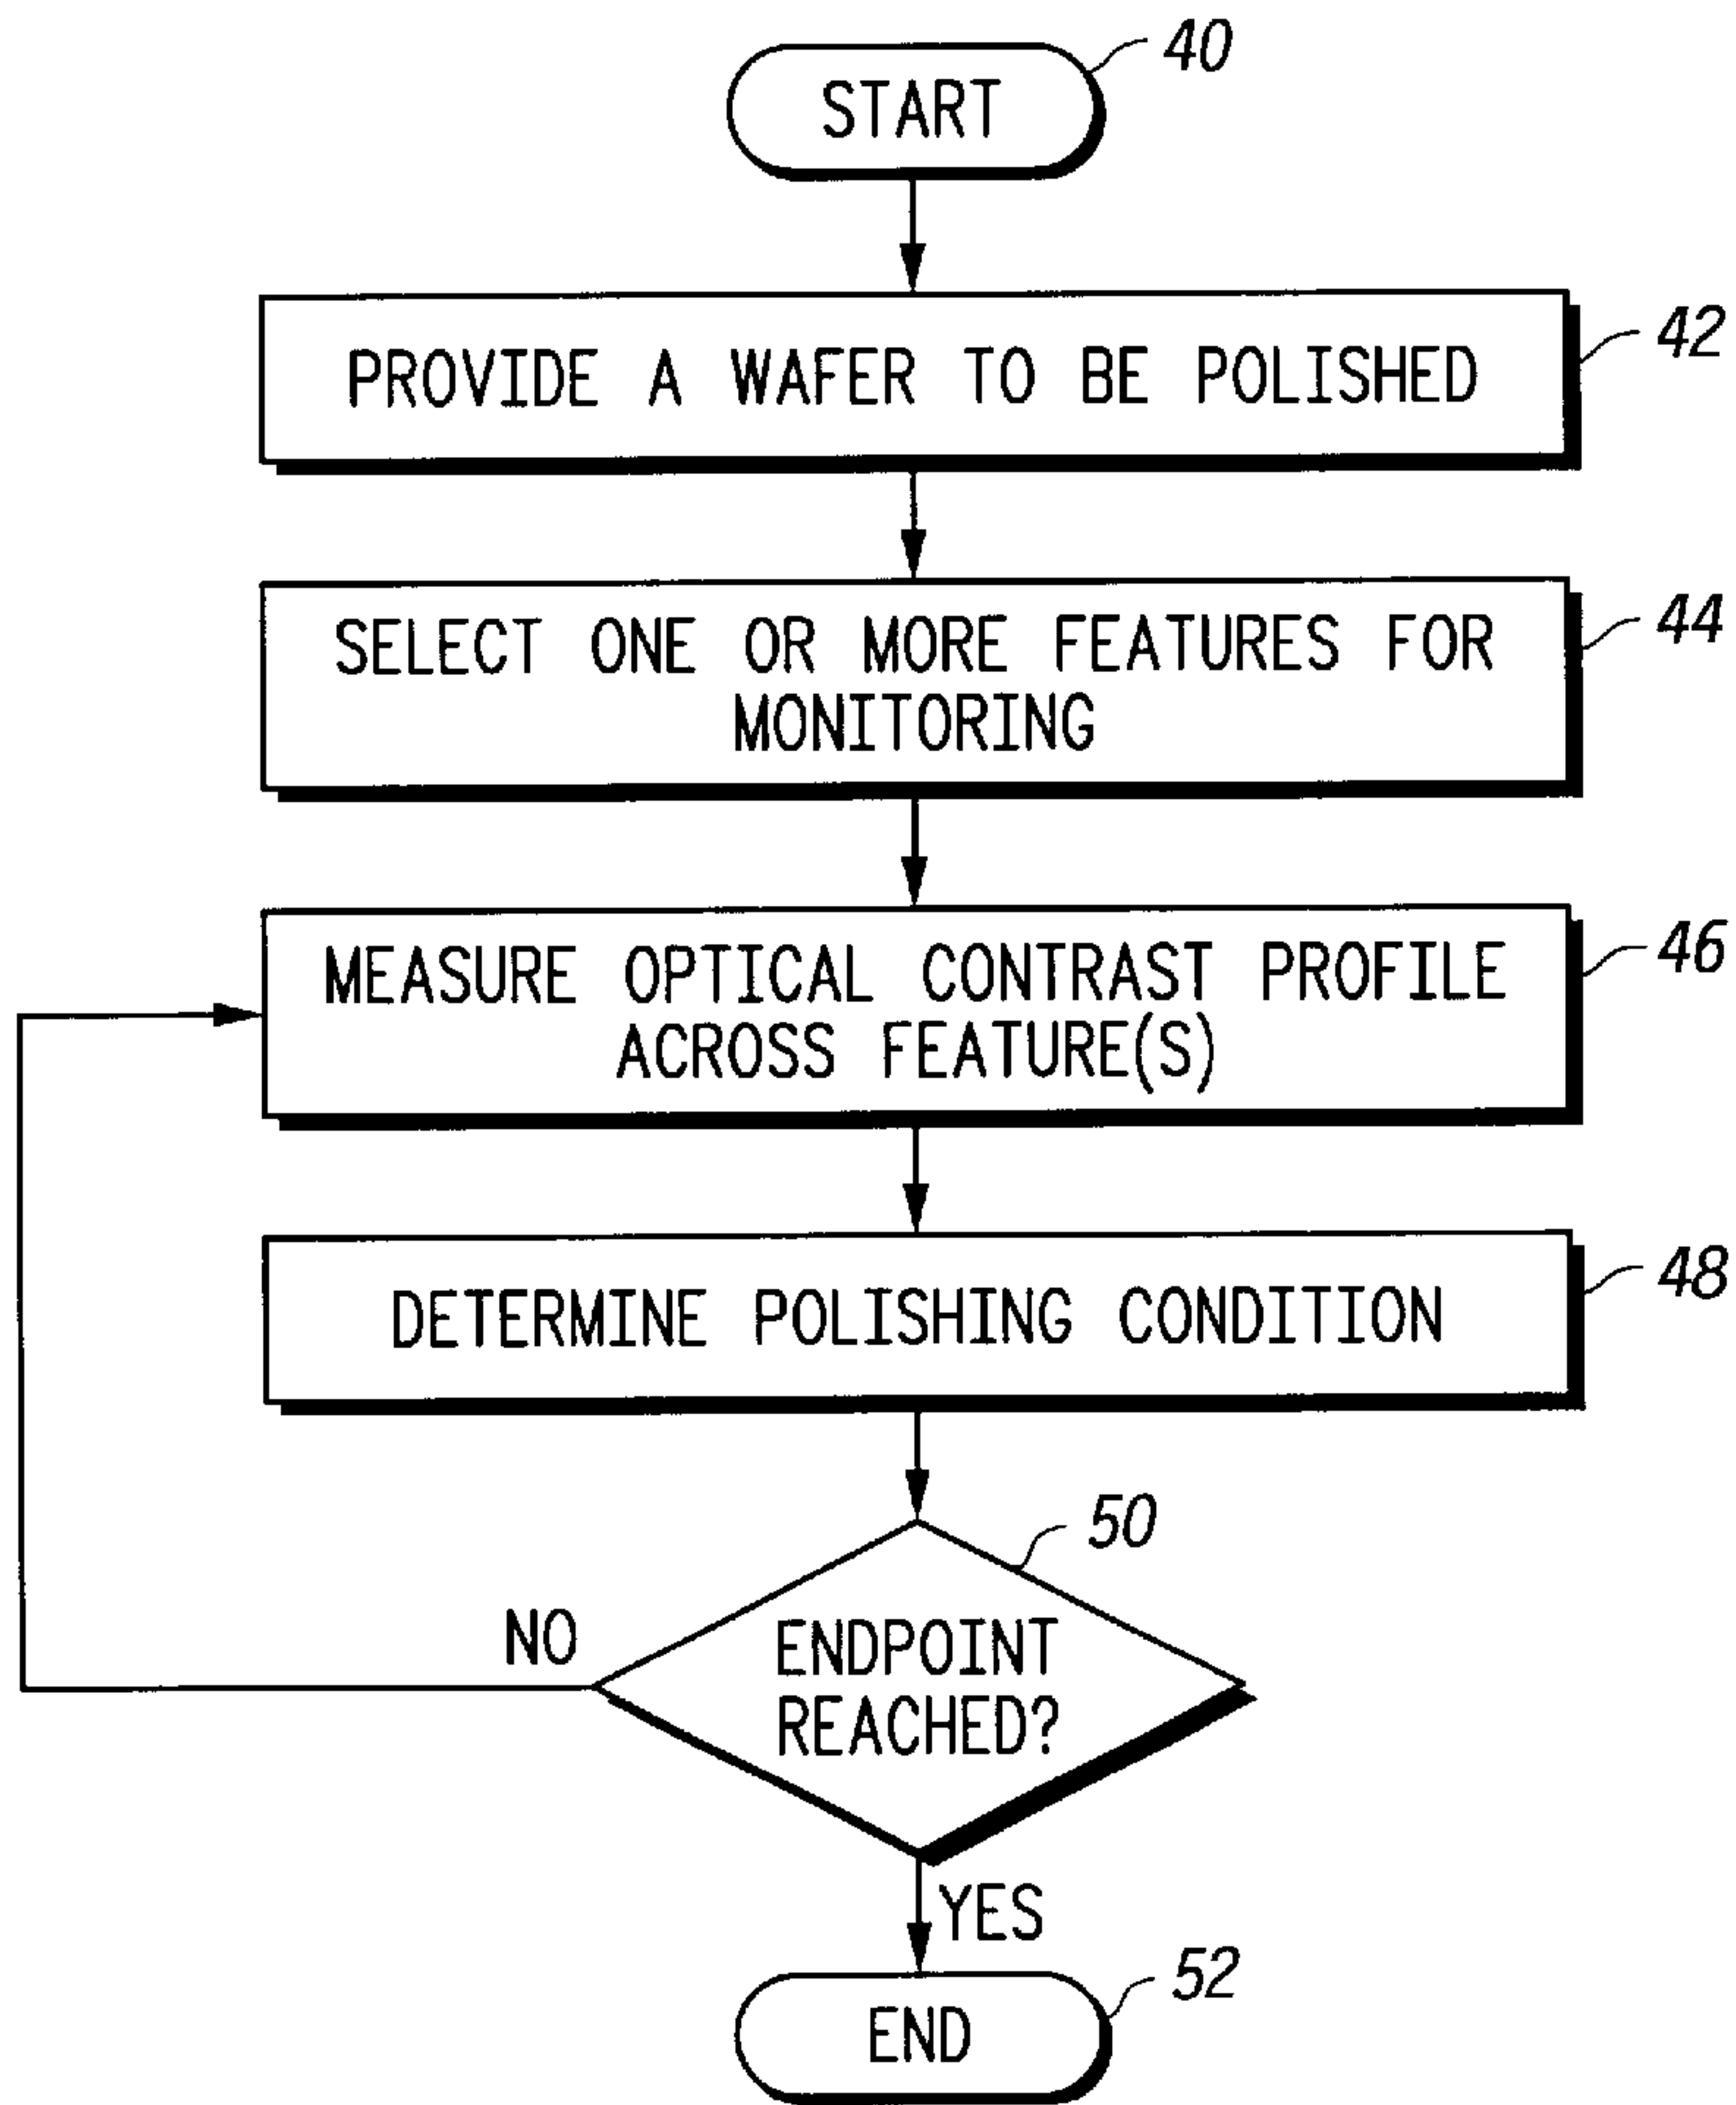 40
START
42
PROVIDE A WAFER TO BE POLISHED
44
SELECT ONE OR MORE FEATURES FOR
MONITORING
46
MEASURE OPTICAL CONTRAST PROFILE
ACROSS FEATURE(S)
48
DETERMINE POLISHING CONDITION
50
NO
ENDPOINT
REACHED?
YES
52
END